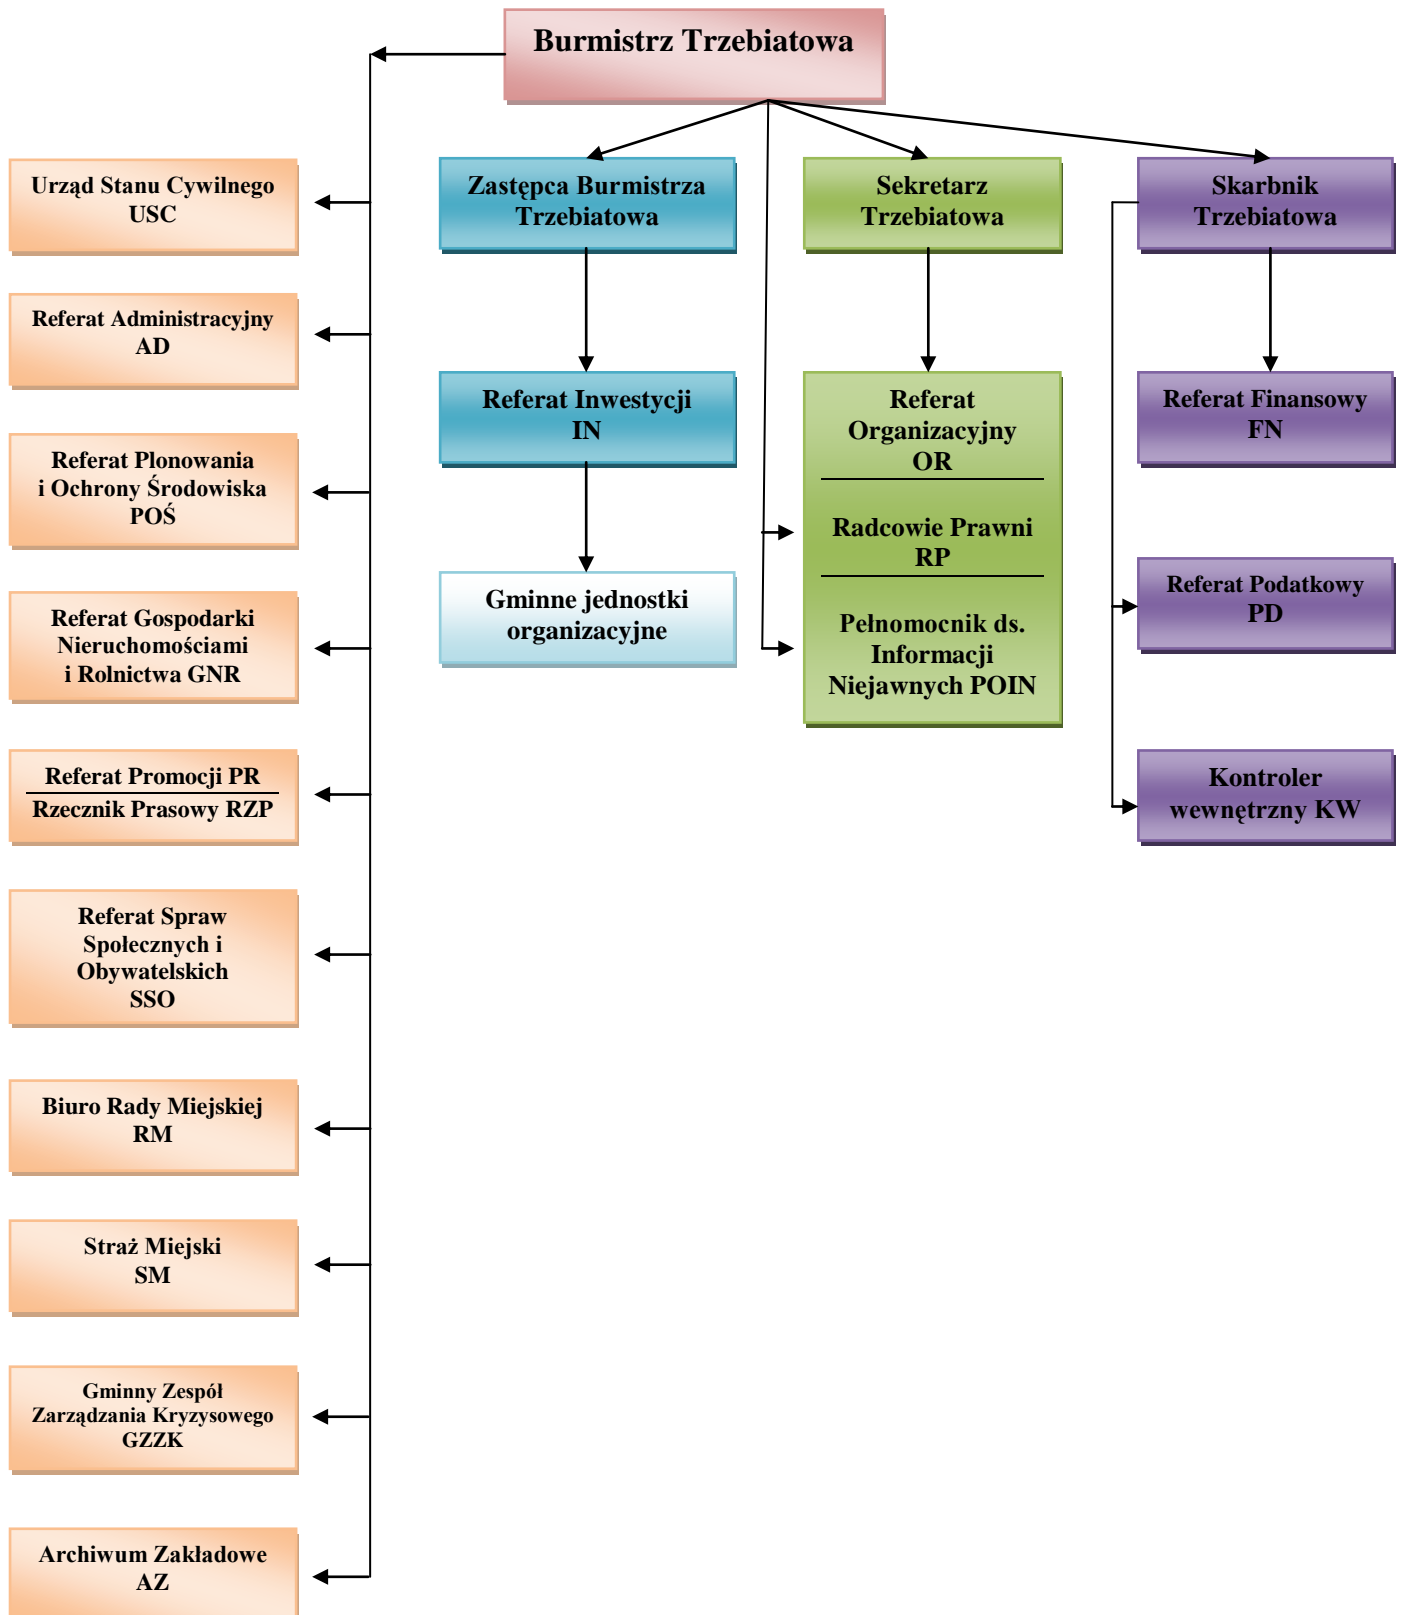 Burmistrz Trzebiatowa
Urząd Stanu Cywilnego
USC
Referat Administracyjny
AD
Referat Plonowania
i Ochrony Środowiska
POŚ
Referat Gospodarki
Nieruchomościami
i Rolnictwa GNR
Referat Promocji PR
Rzecznik Prasowy RZP
Referat Spraw
Społecznych i
Obywatelskich
SSO
Biuro Rady Miejskiej
RM
Straż Miejski
SM
Gminny Zespół
Zarządzania Kryzysowego
GZZK
Archiwum Zakładowe
AZ
Zastępca Burmistrza
Trzebiatowa
Referat Inwestycji
IN
Gminne jednostki
organizacyjne
Sekretarz
Trzebiatowa
Referat
Organizacyjny
OR
Radcowie Prawni
RP
Pełnomocnik ds.
Informacji
Niejawnych POIN
Skarbnik
Trzebiatowa
Referat Finansowy
FN
Referat Podatkowy
PD
Kontroler
wewnętrzny KW